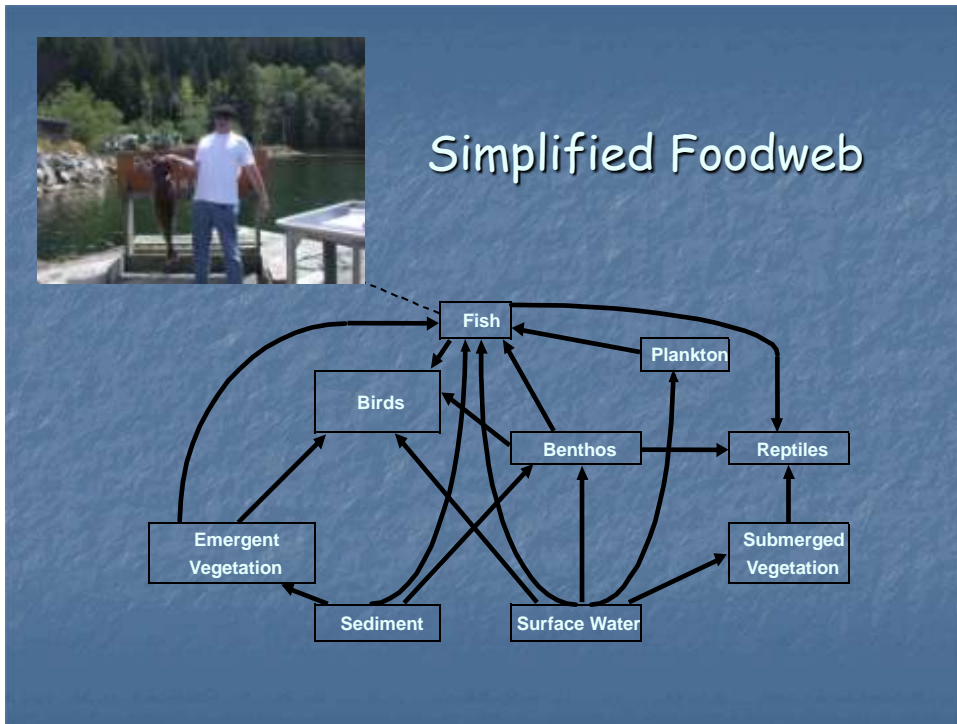 Simplified Foodweb
Fish
Plankton
Birds
Benthos
Reptiles
Emergent
Vegetation
Submerged
Vegetation
Sediment
Surface Water